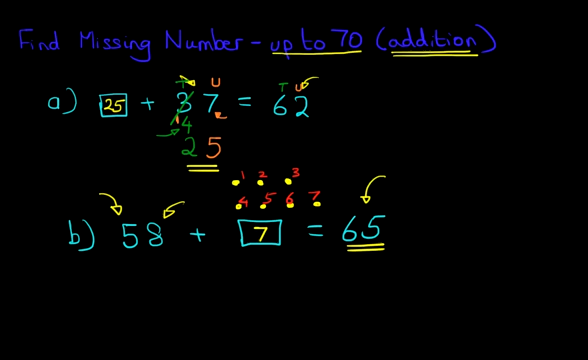 Find Missing Number - up to 70 (addition)
T U T U
a) 25 + 37 = 62
4
25
1 2 3
4 5 6 7
b) 58 + 7 = 65